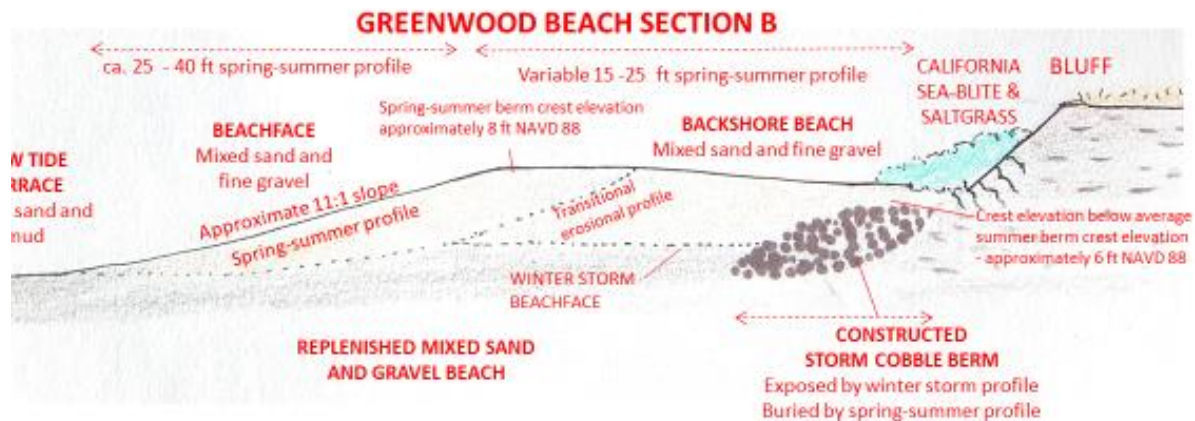 GREENWOOD BEACH SECTION B
ca. 25 - 40 ft spring-summer profile
Variable 15 -25 ft spring-summer profile
CALIFORNIA
SEA-BLITE &
SALTGRASS
BLUFF
Spring-summer berm crest elevation
approximately 8 ft NAVD 88
BEACHFACE
Mixed sand and
fine gravel
BACKSHORE BEACH
Mixed sand and fine gravel
W TIDE
RRACE
sand and
mud
Approximate 11:1 slope
Spring-summer profile
Transitional
erosional profile
Crest elevation below average
summer berm crest elevation
- approximately 6 ft NAVD 88
WINTER STORM
BEACHFACE
REPLENISHED MIXED SAND
AND GRAVEL BEACH
CONSTRUCTED
STORM COBBLE BERM
Exposed by winter storm profile
Buried by spring-summer profile